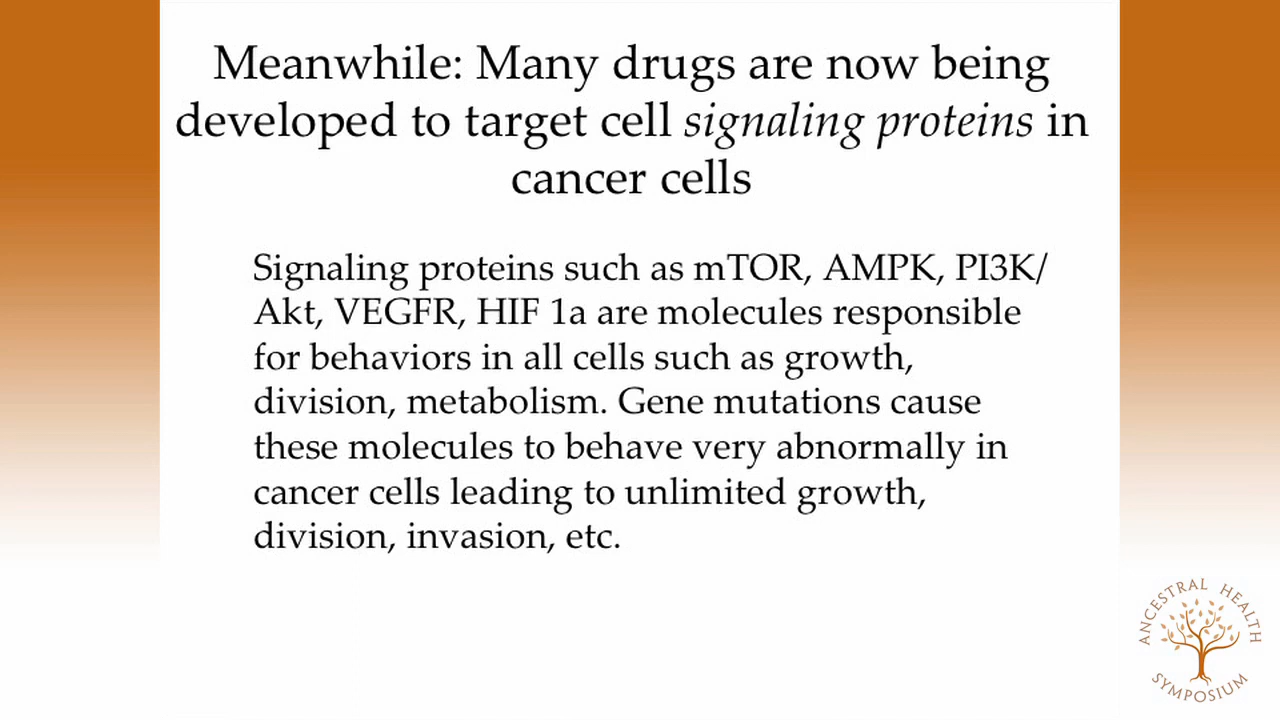 Meanwhile: Many drugs are now being
developed to target cell signaling proteins in
cancer cells
Signaling proteins such as mTOR, AMPK, PI3K/
Akt, VEGFR, HIF 1a are molecules responsible
for behaviors in all cells such as growth,
division, metabolism. Gene mutations cause
these molecules to behave very abnormally in
cancer cells leading to unlimited growth,
division, invasion, etc.
ANCESTRAL HEALTH
SYMPOSIUM